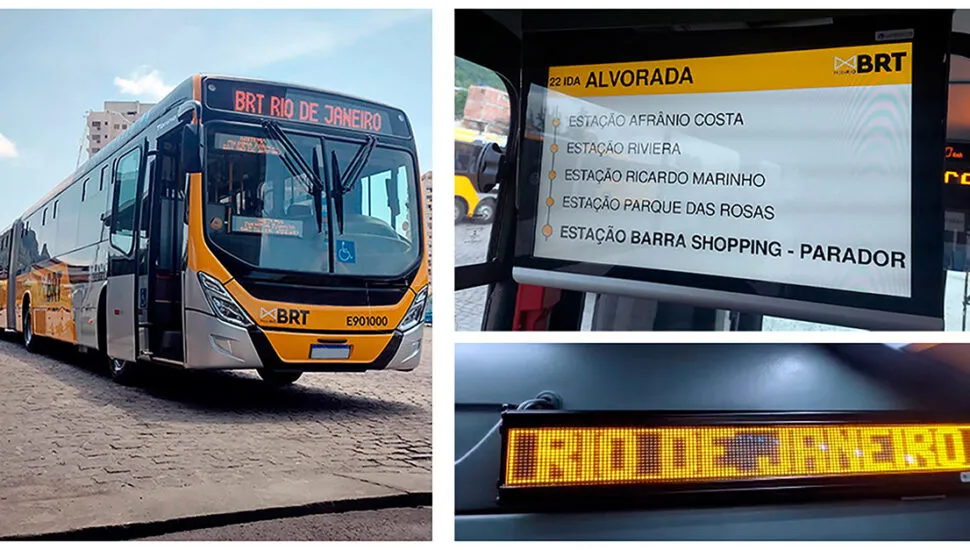 BRT RIO DE JANEIRO
BRT
BRT
E901000
22 IDA ALVORADA
BRT
ESTAÇÃO AFRÂNIO COSTA
ESTAÇÃO RIVIERA
ESTAÇÃO RICARDO MARINHO
ESTAÇÃO PARQUE DAS ROSAS
ESTAÇÃO BARRA SHOPPING - PARADOR
RIO DE JANEIRO